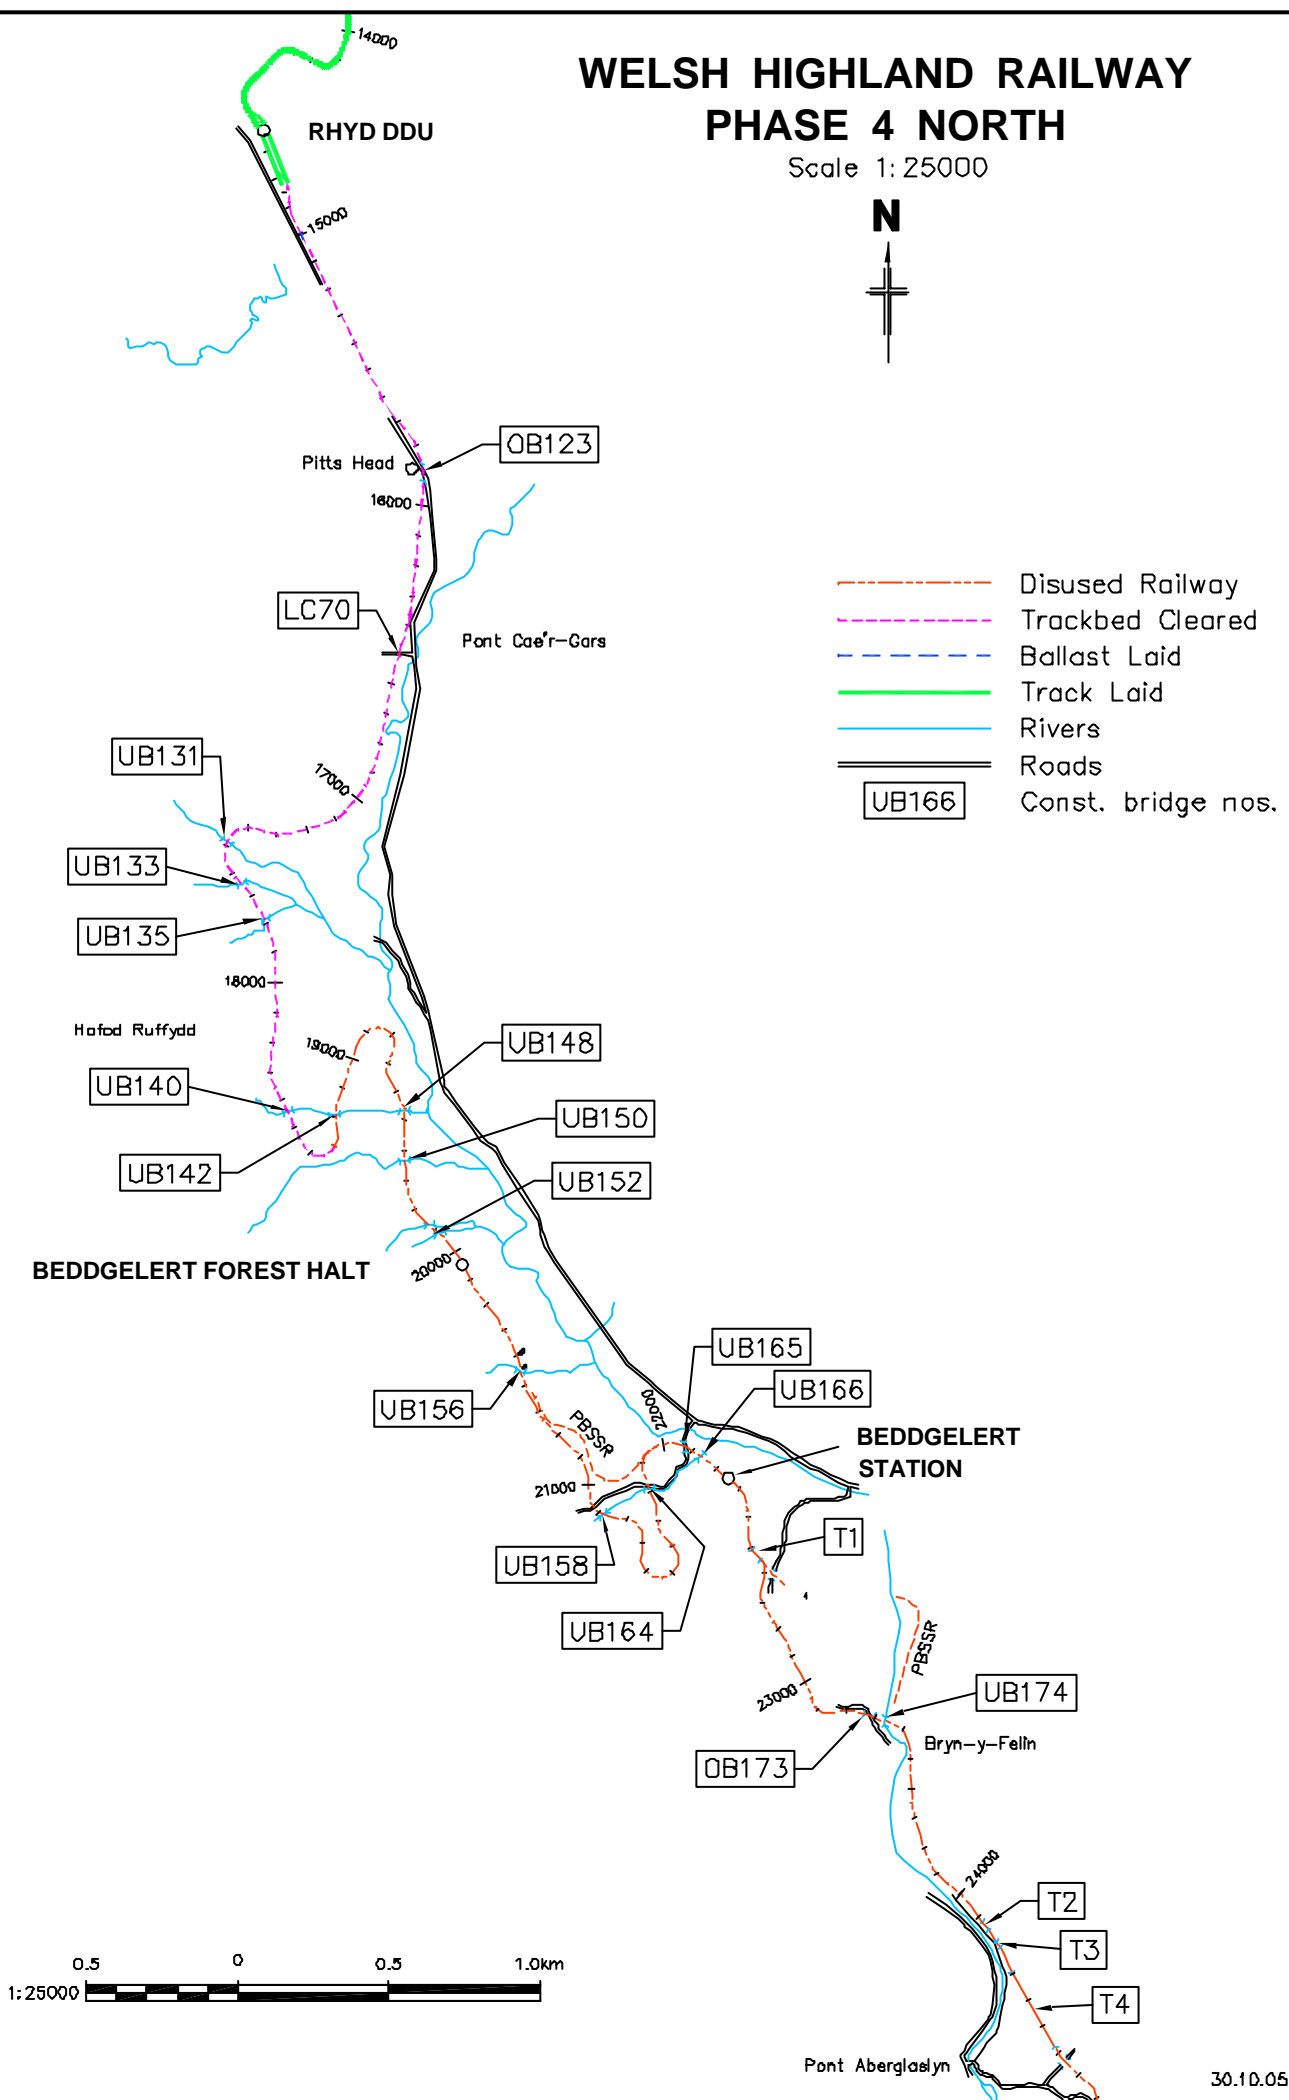 14000
WELSH HIGHLAND RAILWAY
PHASE 4 NORTH
Scale 1:25000
N
RHYD DDU
15000
OB123
Pitts Head
16000
Disused Railway
Trackbed Cleared
Ballast Laid
Track Laid
Rivers
Roads
UB166 Const. bridge nos.
LC70
Pont Cae'r-Gars
UB131
17000
UB133
UB135
18000
Hafod Ruffydd
19000
UB148
UB140
UB150
UB142
UB152
BEDDGELERT FOREST HALT
20000
UB165
UB166
UB156
22000
PBSSR
BEDDGELERT
STATION
21000
T1
UB158
UB164
PBSSR
23000
UB174
Bryn-y-Felin
OB173
24000
T2
T3
T4
0.5 0 0.5 1.0km
1:25000
Pont Aberglaslyn
30.10.05